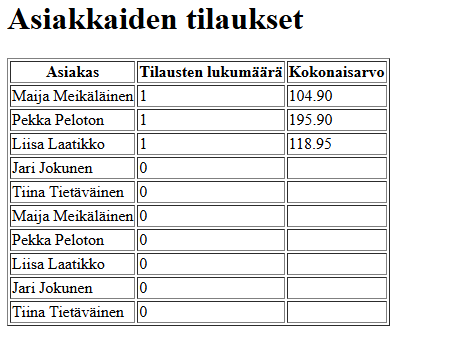 Asiakkaiden tilaukset
Asiakas Tilausten lukumäärä Kokonaisarvo
Maija Meikäläinen 1 104.90
Pekka Peloton 1 195.90
Liisa Laatikko 1 118.95
Jari Jokunen 0
Tiina Tietäväinen 0
Maija Meikäläinen 0
Pekka Peloton 0
Liisa Laatikko 0
Jari Jokunen 0
Tiina Tietäväinen 0